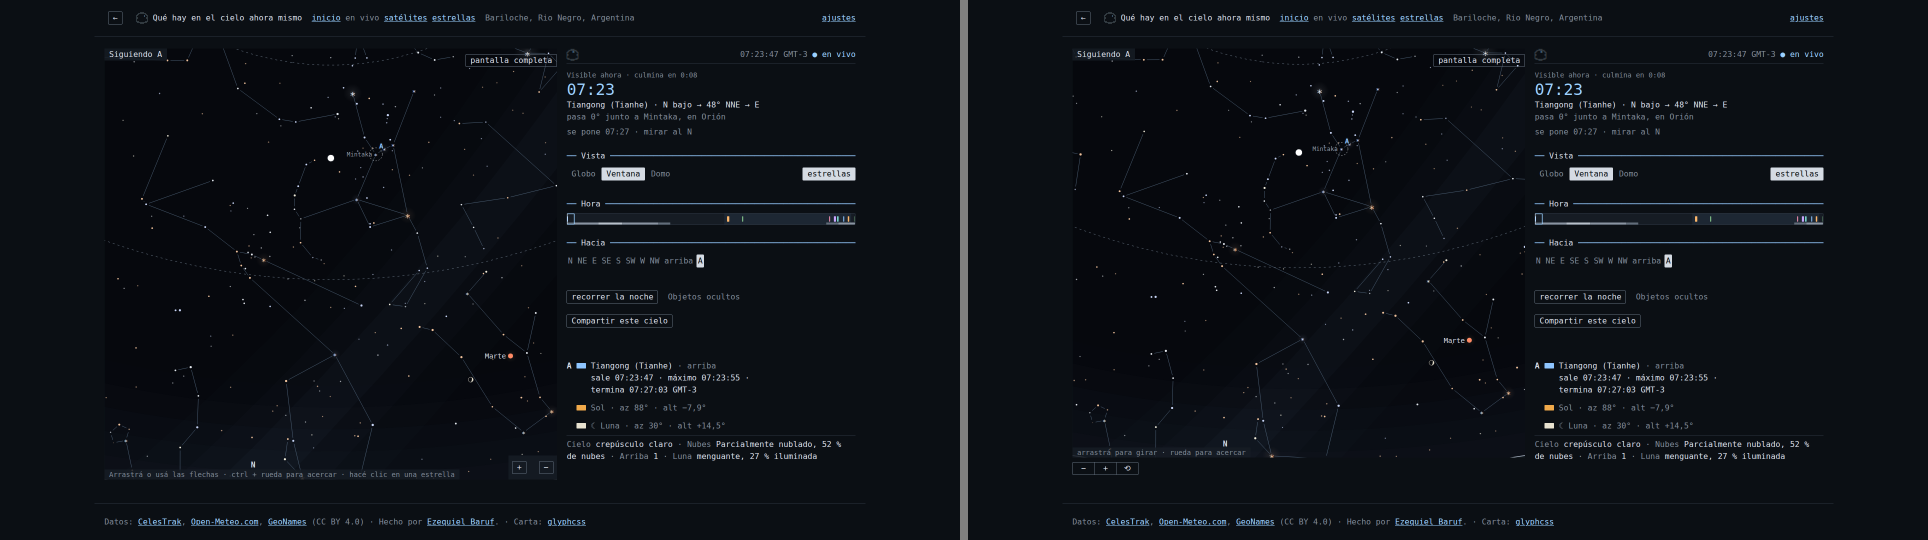 ← Qué hay en el cielo ahora mismo inicio en vivo satélites estrellas Bariloche, Río Negro, Argentina ajustes
Siguiendo A
pantalla completa
Mintaka
A
Marte
N
Arrastrá o usá las flechas · ctrl + rueda para acercar · hacé clic en una estrella
+ −
07:23:47 GMT-3 ● en vivo
Visible ahora · culmina en 0:08
07:23
Tiangong (Tianhe) · N bajo → 48° NNE → E
pasa 0° junto a Mintaka, en Orión
se pone 07:27 · mirar al N
Vista
Globo Ventana Domo estrellas
Hora
Hacia
N NE E SE S SW W NW arriba A
recorrer la noche Objetos ocultos
Compartir este cielo
A Tiangong (Tianhe) · arriba
sale 07:23:47 · máximo 07:23:55 ·
termina 07:27:03 GMT-3
Sol · az 88° · alt −7,9°
☾ Luna · az 30° · alt +14,5°
Cielo crepúsculo claro · Nubes Parcialmente nublado, 52 %
de nubes · Arriba 1 · Luna menguante, 27 % iluminada
Datos: CelesTrak, Open-Meteo.com, GeoNames (CC BY 4.0) · Hecho por Ezequiel Baruf. · Carta: glyphcss
← Qué hay en el cielo ahora mismo inicio en vivo satélites estrellas Bariloche, Río Negro, Argentina ajustes
Siguiendo A
pantalla completa
Mintaka
A
Marte
N
arrastrá para girar · rueda para acercar
− + ⟲
07:23:47 GMT-3 ● en vivo
Visible ahora · culmina en 0:08
07:23
Tiangong (Tianhe) · N bajo → 48° NNE → E
pasa 0° junto a Mintaka, en Orión
se pone 07:27 · mirar al N
Vista
Globo Ventana Domo estrellas
Hora
Hacia
N NE E SE S SW W NW arriba A
recorrer la noche Objetos ocultos
Compartir este cielo
A Tiangong (Tianhe) · arriba
sale 07:23:47 · máximo 07:23:55 ·
termina 07:27:03 GMT-3
Sol · az 88° · alt −7,9°
☾ Luna · az 30° · alt +14,5°
Cielo crepúsculo claro · Nubes Parcialmente nublado, 52 %
de nubes · Arriba 1 · Luna menguante, 27 % iluminada
Datos: CelesTrak, Open-Meteo.com, GeoNames (CC BY 4.0) · Hecho por Ezequiel Baruf. · Carta: glyphcss